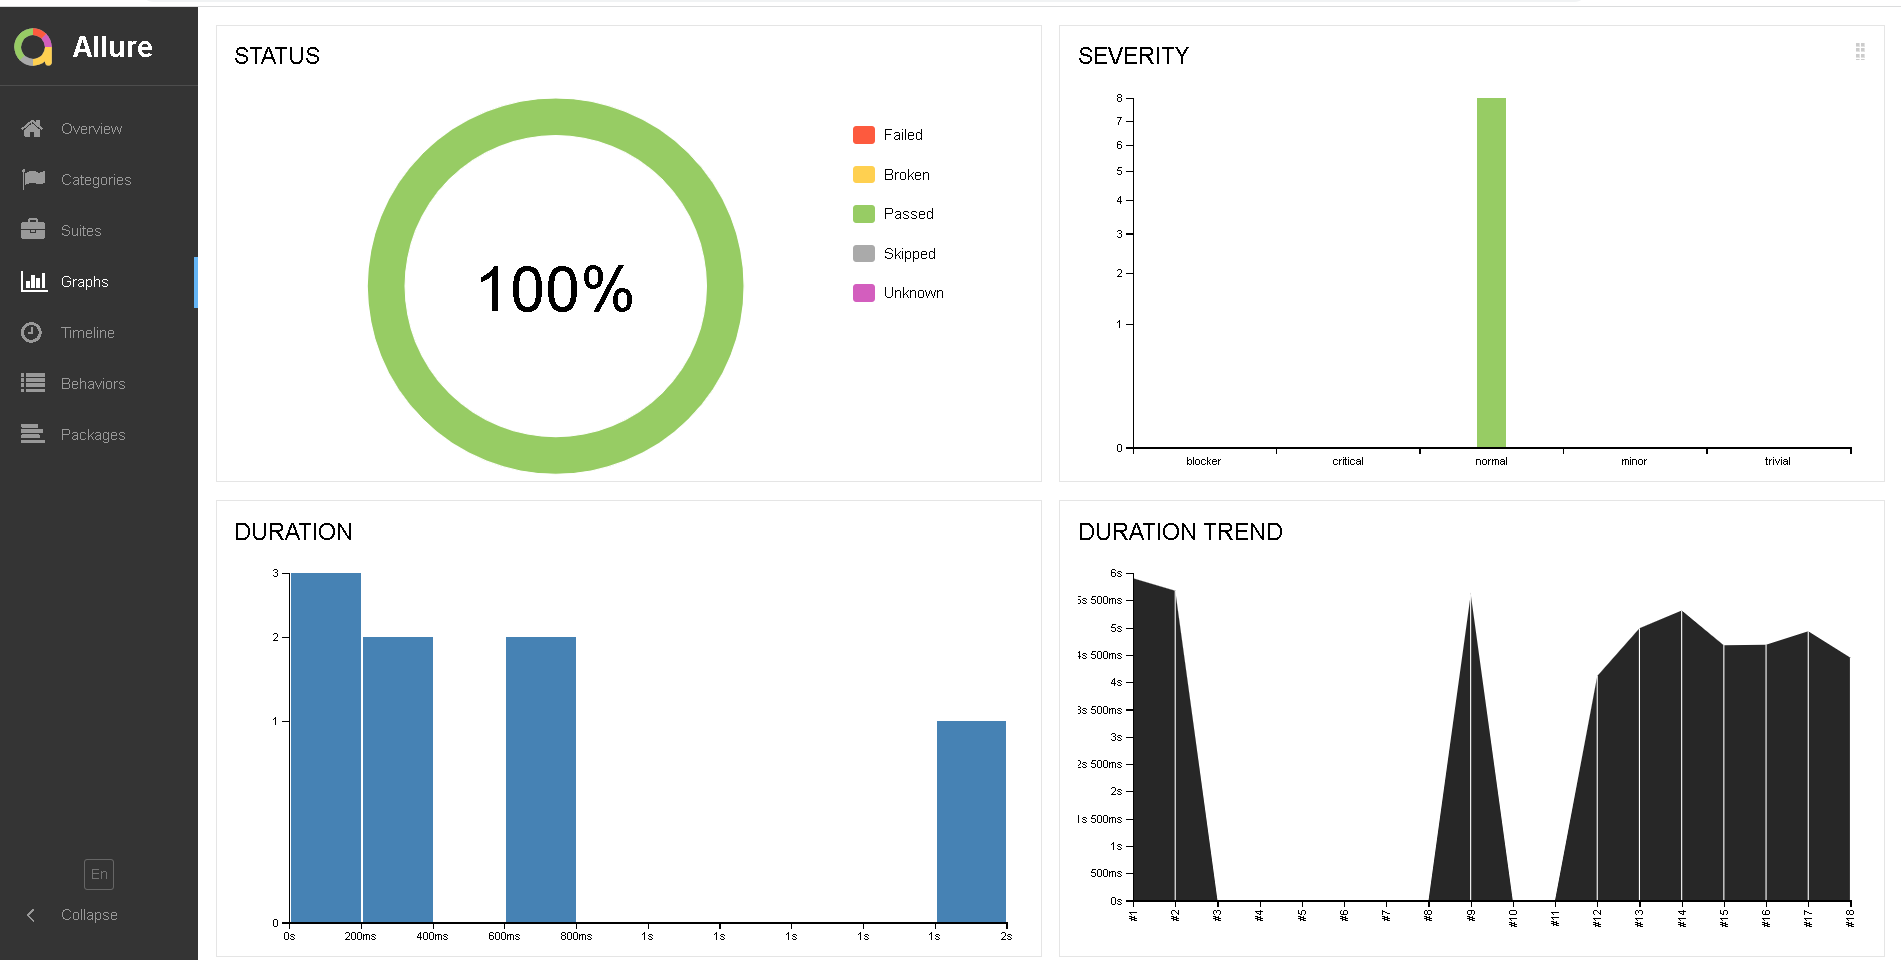 Allure
Overview
Categories
Suites
Graphs
Timeline
Behaviors
Packages
En
Collapse
STATUS
100%
Failed
Broken
Passed
Skipped
Unknown
SEVERITY
8
7
6
5
4
3
2
1
0
blocker critical normal minor trivial
DURATION
3
2
1
0
0s 200ms 400ms 600ms 800ms 1s 1s 1s 1s 1s 2s
DURATION TREND
6s
5s 500ms
5s
4s 500ms
4s
3s 500ms
3s
2s 500ms
2s
1s 500ms
1s
500ms
0s
#1 #2 #3 #4 #5 #6 #7 #8 #9 #10 #11 #12 #13 #14 #15 #16 #17 #18